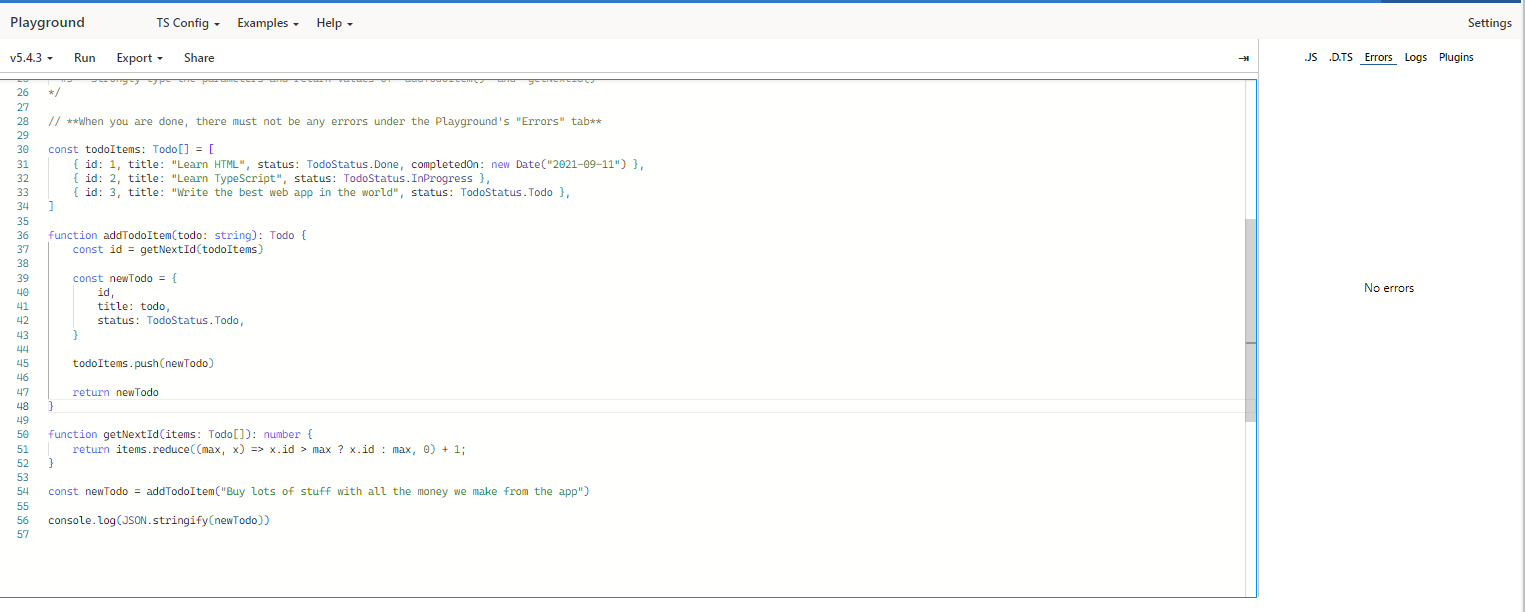 Playground TS Config Examples Help Settings
v5.4.3 Run Export Share .JS .D.TS Errors Logs Plugins
26 */
27
28 // **When you are done, there must not be any errors under the Playground's "Errors" tab**
29
30 const todoItems: Todo[] = [
31 { id: 1, title: "Learn HTML", status: TodoStatus.Done, completedOn: new Date("2021-09-11") },
32 { id: 2, title: "Learn TypeScript", status: TodoStatus.InProgress },
33 { id: 3, title: "Write the best web app in the world", status: TodoStatus.Todo },
34 ]
35
36 function addTodoItem(todo: string): Todo {
37 const id = getNextId(todoItems)
38
39 const newTodo = {
40 id,
41 title: todo,
42 status: TodoStatus.Todo,
43 }
44
45 todoItems.push(newTodo)
46
47 return newTodo
48 }
49
50 function getNextId(items: Todo[]): number {
51 return items.reduce((max, x) => x.id > max ? x.id : max, 0) + 1;
52 }
53
54 const newTodo = addTodoItem("Buy lots of stuff with all the money we make from the app")
55
56 console.log(JSON.stringify(newTodo))
57
No errors